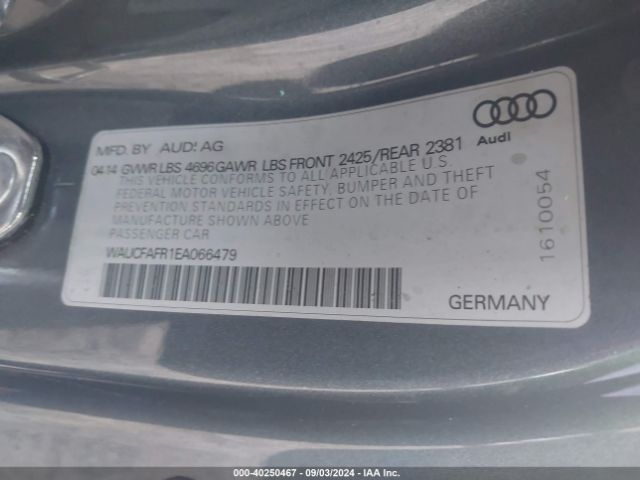 MFD. BY AUDI AG
Audi
04.14 GVWR LBS 4696 GAWR LBS FRONT 2425/REAR 2381
THIS VEHICLE CONFORMS TO ALL APPLICABLE U.S.
FEDERAL MOTOR VEHICLE SAFETY, BUMPER AND THEFT
PREVENTION STANDARDS IN EFFECT ON THE DATE OF
MANUFACTURE SHOWN ABOVE
PASSENGER CAR
WAUCFAFR1EA066479
1610054
GERMANY
000-40250467 - 09/03/2024 - IAA Inc.